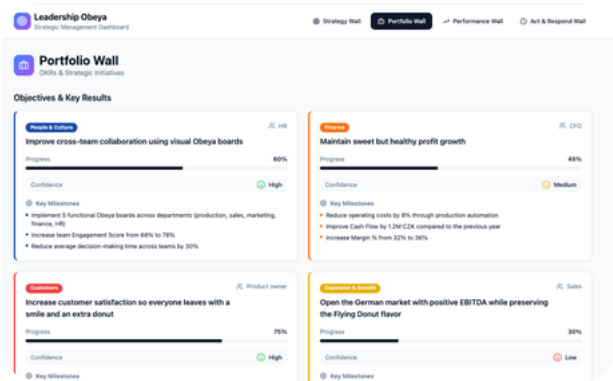 Leadership Obeya
Strategic Management Dashboard
Strategy Wall
Portfolio Wall
Performance Wall
Act & Respond Wall
Portfolio Wall
OKRs & Strategic Initiatives
Objectives & Key Results
People & Culture
HR
Improve cross-team collaboration using visual Obeya boards
Progress
60%
Confidence
High
Key Milestones
Implement 5 functional Obeya boards across departments (production, sales, marketing,
finance, HR)
Increase team Engagement Score from 68% to 78%
Reduce average decision-making time across teams by 30%
Finance
CFO
Maintain sweet but healthy profit growth
Progress
45%
Confidence
Medium
Key Milestones
Reduce operating costs by 8% through production automation
Improve Cash Flow by 1.2M CZK compared to the previous year
Increase Margin % from 32% to 36%
Customers
Product owner
Increase customer satisfaction so everyone leaves with a
smile and an extra donut
Progress
75%
Confidence
High
Key Milestones
Expansion & Growth
Sales
Open the German market with positive EBITDA while preserving
the Flying Donut flavor
Progress
30%
Confidence
Low
Key Milestones